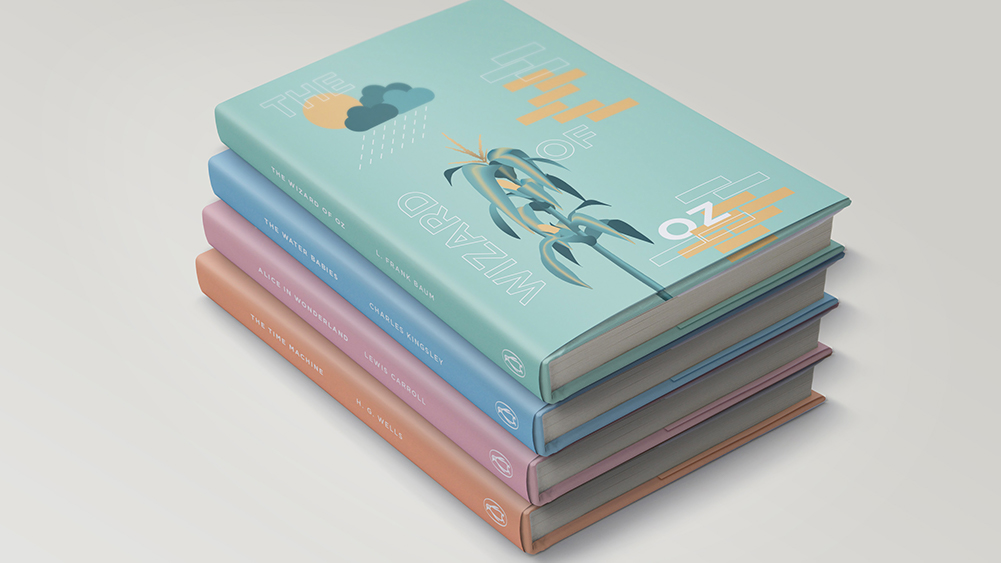 THE
WIZARD
OF
OZ
THE WIZARD OF OZ L. FRANK BAUM
THE WATER BABIES CHARLES KINGSLEY
ALICE IN WONDERLAND LEWIS CARROLL
THE TIME MACHINE H. G. WELLS